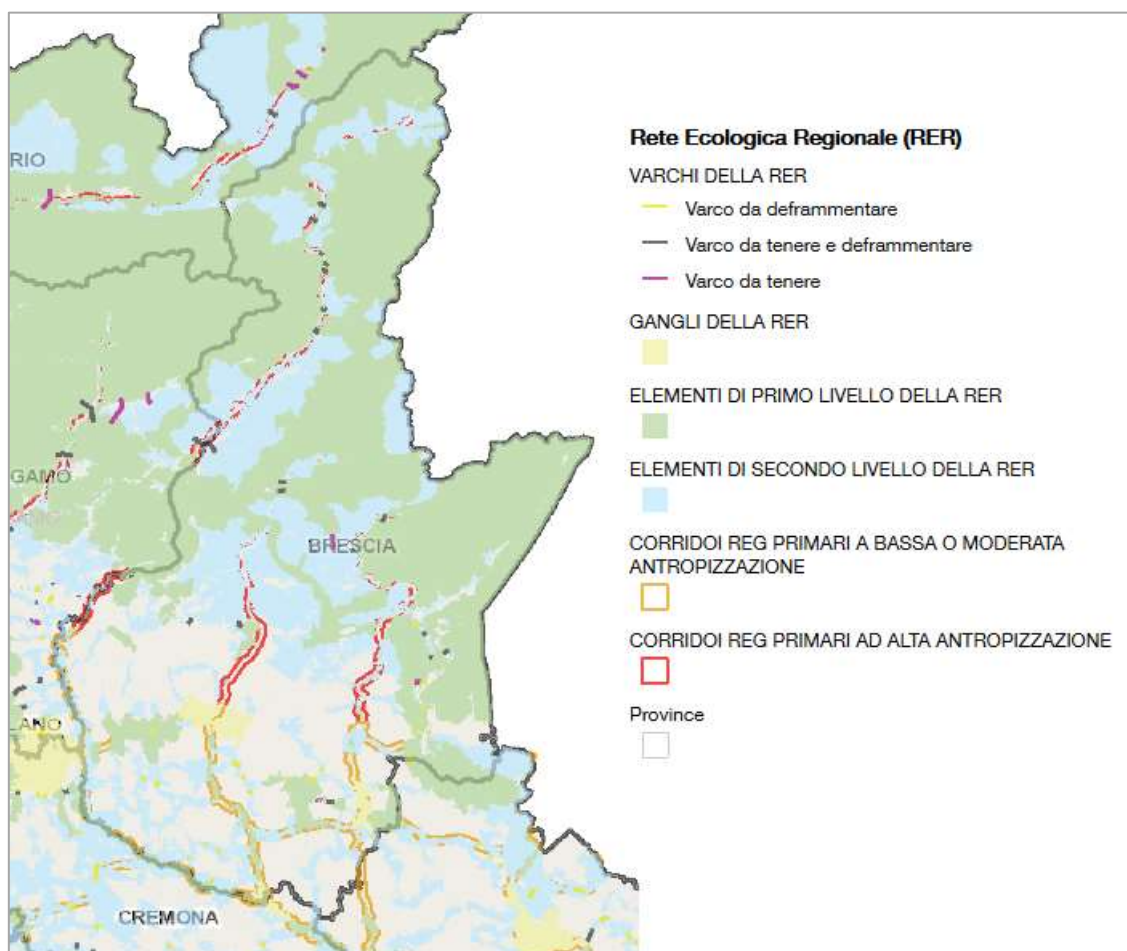 Rete Ecologica Regionale (RER)
VARCHI DELLA RER
Varco da deframmentare
Varco da tenere e deframmentare
Varco da tenere
GANGLI DELLA RER
ELEMENTI DI PRIMO LIVELLO DELLA RER
ELEMENTI DI SECONDO LIVELLO DELLA RER
CORRIDOI REG PRIMARI A BASSA O MODERATA
ANTROPIZZAZIONE
CORRIDOI REG PRIMARI AD ALTA ANTROPIZZAZIONE
Province
RIO
GAMO
BRESCIA
LANO
CREMONA